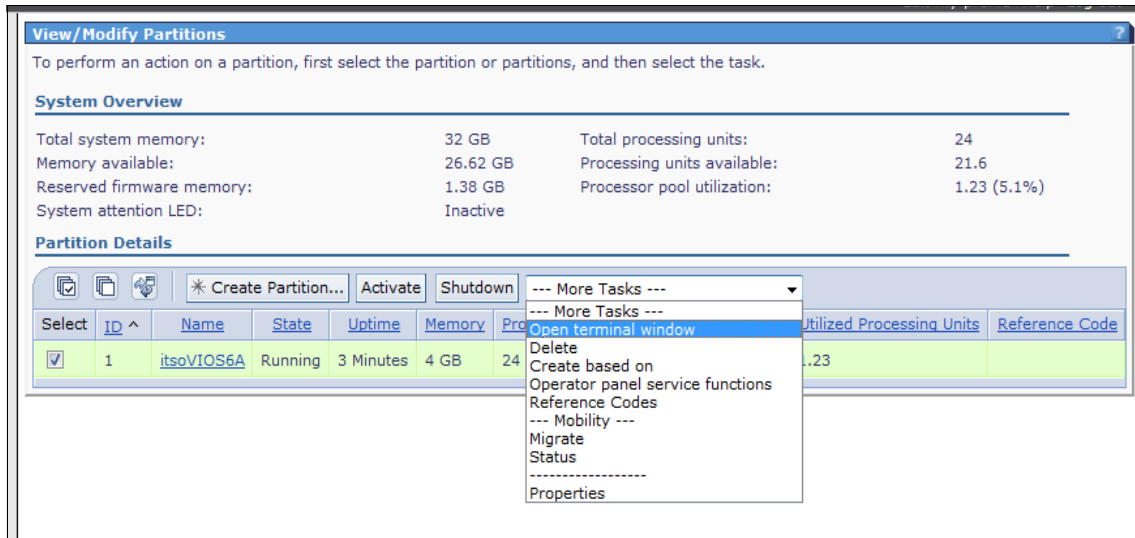 View/Modify Partitions ?
To perform an action on a partition, first select the partition or partitions, and then select the task.
System Overview
Total system memory: 32 GB Total processing units: 24
Memory available: 26.62 GB Processing units available: 21.6
Reserved firmware memory: 1.38 GB Processor pool utilization: 1.23 (5.1%)
System attention LED: Inactive
Partition Details
Create Partition... Activate Shutdown --- More Tasks ---
--- More Tasks ---
Select ID ^ Name State Uptime Memory Pro Open terminal window Utilized Processing Units Reference Code
Delete
1 itsoVIOS6A Running 3 Minutes 4 GB 24 Create based on .23
Operator panel service functions
Reference Codes
--- Mobility ---
Migrate
Status
------------------
Properties